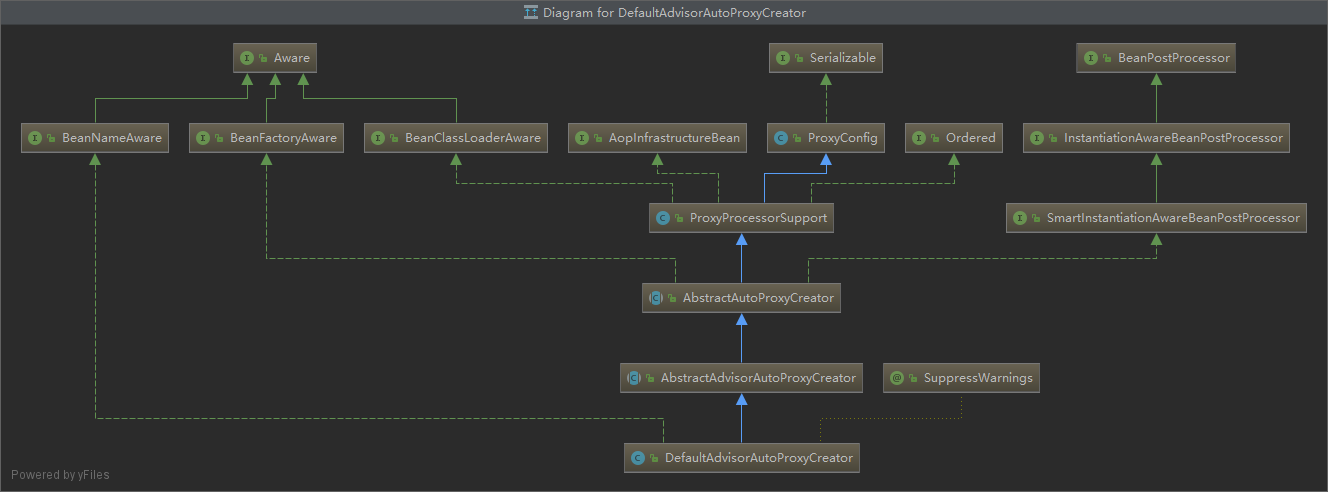 Diagram for DefaultAdvisorAutoProxyCreator
Aware
Serializable
BeanPostProcessor
BeanNameAware
BeanFactoryAware
BeanClassLoaderAware
AopInfrastructureBean
ProxyConfig
Ordered
InstantiationAwareBeanPostProcessor
ProxyProcessorSupport
SmartInstantiationAwareBeanPostProcessor
AbstractAutoProxyCreator
AbstractAdvisorAutoProxyCreator
SuppressWarnings
DefaultAdvisorAutoProxyCreator
Powered by yFiles